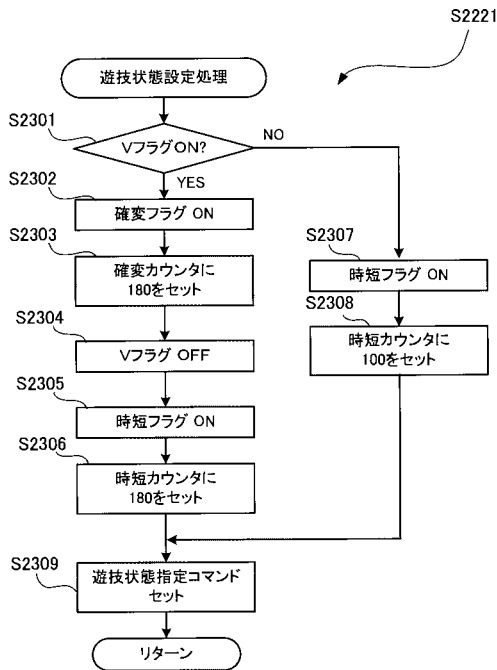 S2221
遊技状態設定処理
S2301
VフラグON?
NO
YES
S2302
確変フラグ ON
S2303
確変カウンタに
180をセット
S2304
Vフラグ OFF
S2305
時短フラグ ON
S2306
時短カウンタに
180をセット
S2307
時短フラグ ON
S2308
時短カウンタに
100をセット
S2309
遊技状態指定コマンド
セット
リターン